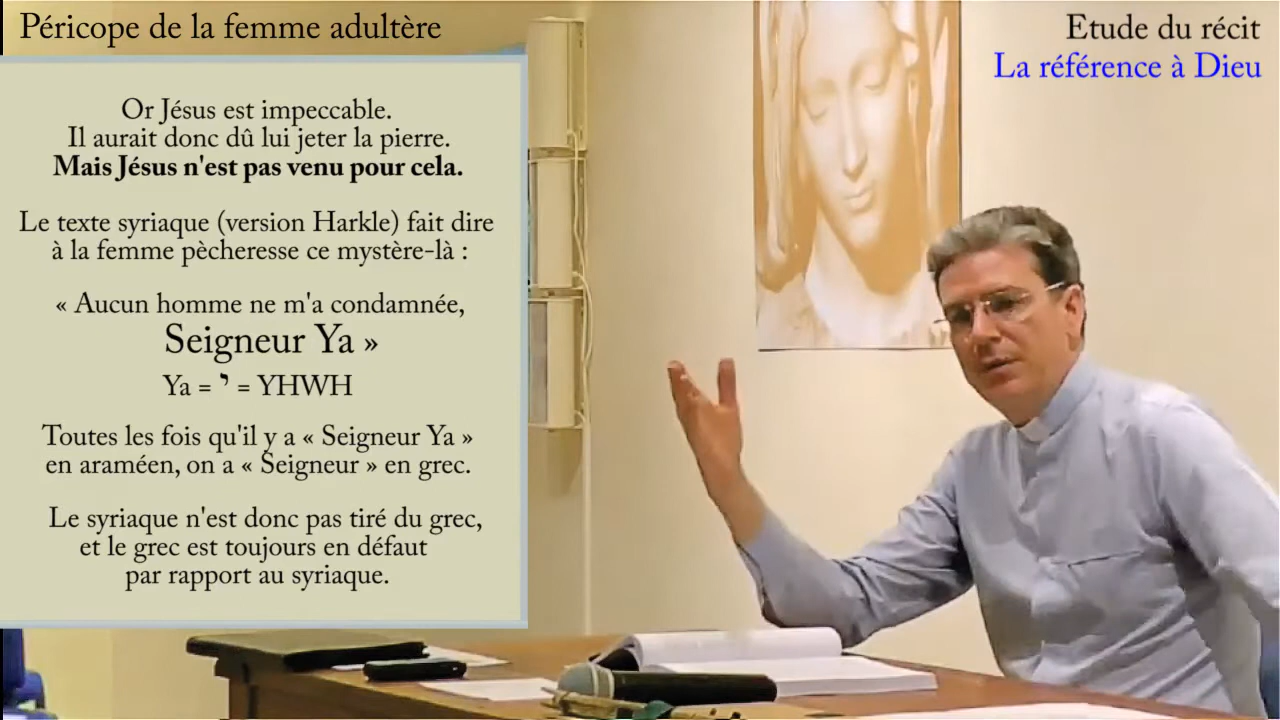 Péricope de la femme adultère
Etude du récit
La référence à Dieu
Or Jésus est impeccable.
Il aurait donc dû lui jeter la pierre.
Mais Jésus n'est pas venu pour cela.
Le texte syriaque (version Harkle) fait dire
à la femme pècheresse ce mystère-là :
« Aucun homme ne m'a condamnée,
Seigneur Ya »
Ya = י = YHWH
Toutes les fois qu'il y a « Seigneur Ya »
en araméen, on a « Seigneur » en grec.
Le syriaque n'est donc pas tiré du grec,
et le grec est toujours en défaut
par rapport au syriaque.